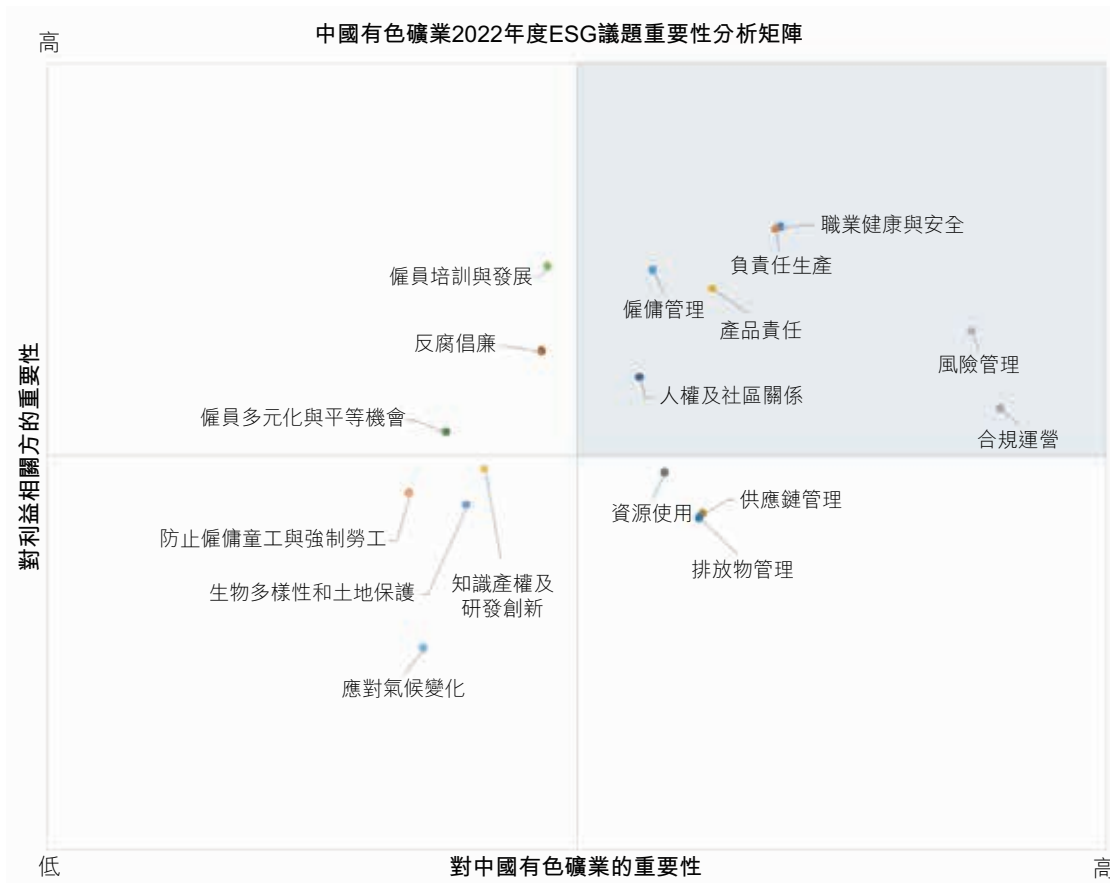 中國有色礦業2022年度ESG議題重要性分析矩陣
高
職業健康與安全
負責任生產
僱員培訓與發展
僱傭管理
產品責任
反腐倡廉
風險管理
人權及社區關係
僱員多元化與平等機會
合規運營
對利益相關方的重要性
資源使用
供應鏈管理
防止僱傭童工與強制勞工
排放物管理
生物多樣性和土地保護
知識產權及
研發創新
應對氣候變化
低
對中國有色礦業的重要性
高